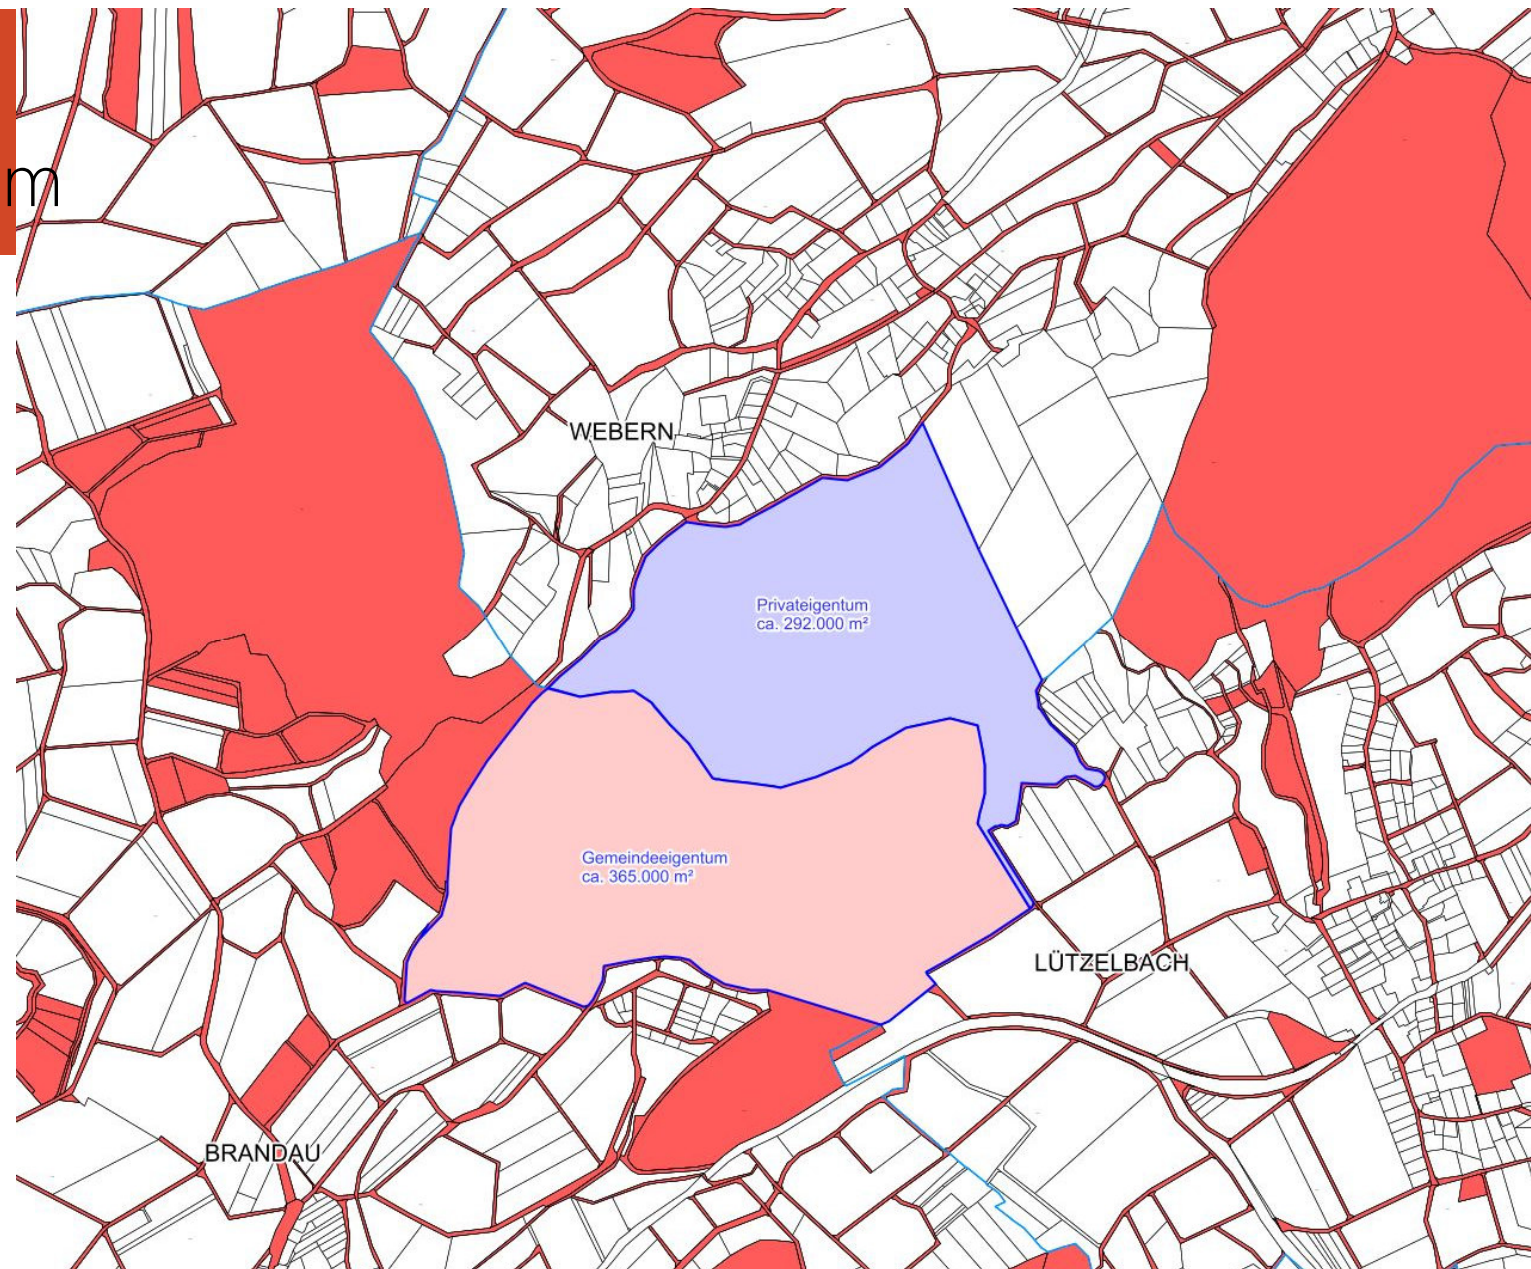 m
WEBERN
Privateigentum
ca. 292.000 m²
Gemeindeeigentum
ca. 365.000 m²
LÜTZELBACH
BRANDAU